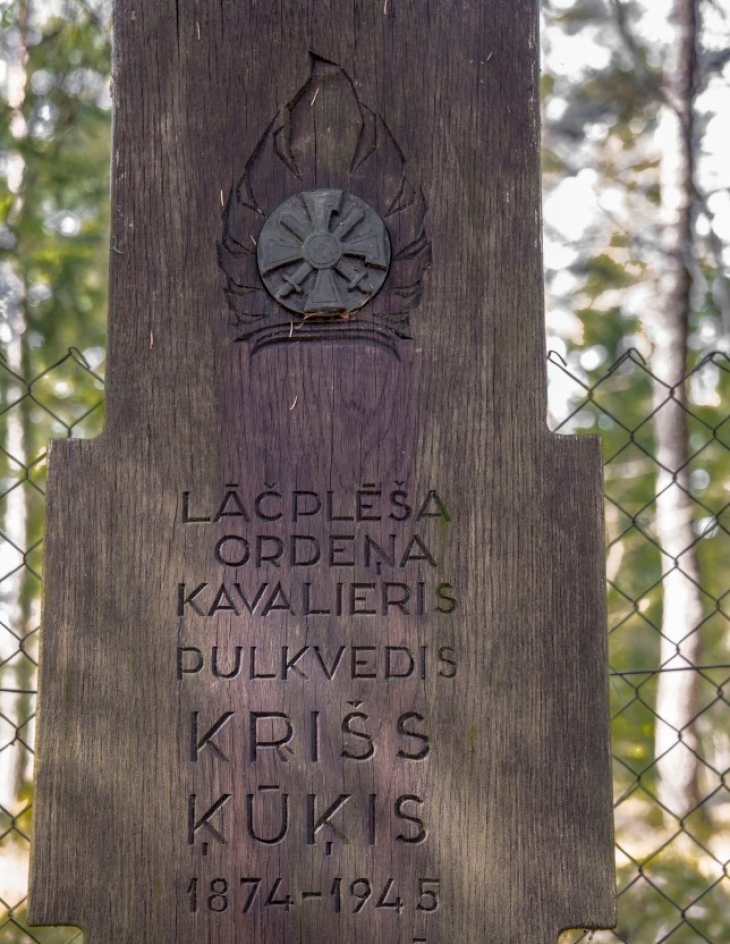 LĀČPLĒŠA
ORDEŅA
KAVALIERIS
PULKVEDIS
KRIŠS
ĶŪĶIS
1874-1945